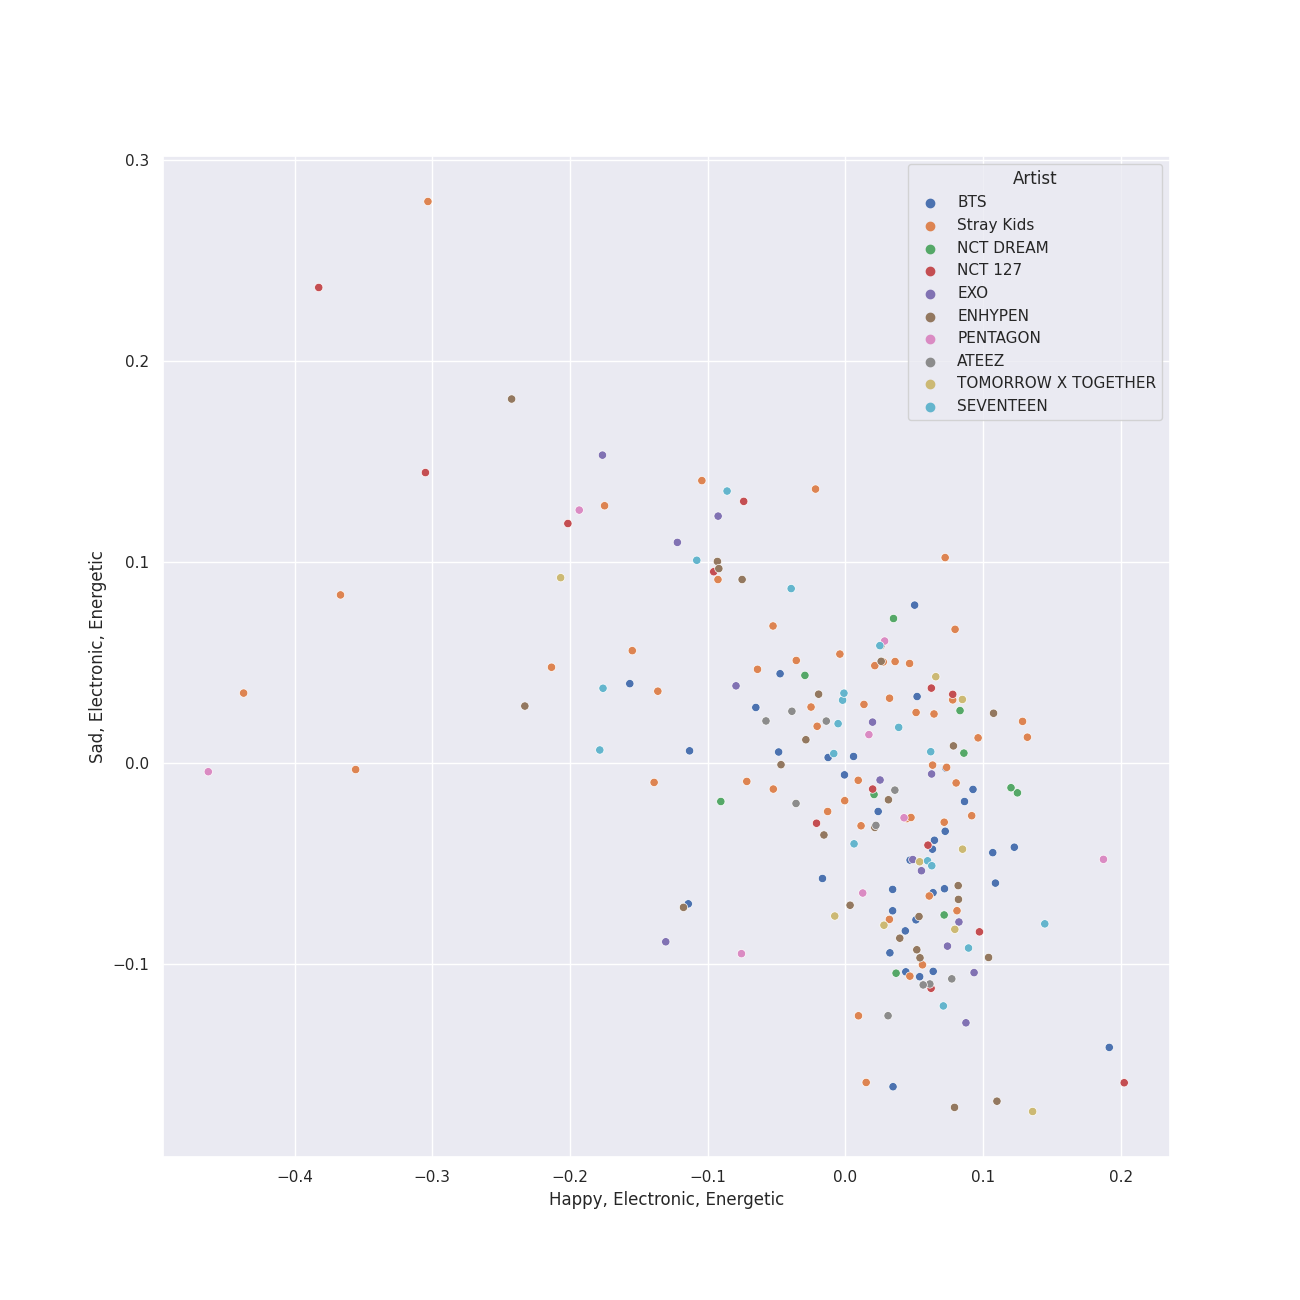 Artist
BTS
Stray Kids
NCT DREAM
NCT 127
EXO
ENHYPEN
PENTAGON
ATEEZ
TOMORROW X TOGETHER
SEVENTEEN
0.3
0.2
0.1
0.0
−0.1
Sad, Electronic, Energetic
−0.4 −0.3 −0.2 −0.1 0.0 0.1 0.2
Happy, Electronic, Energetic